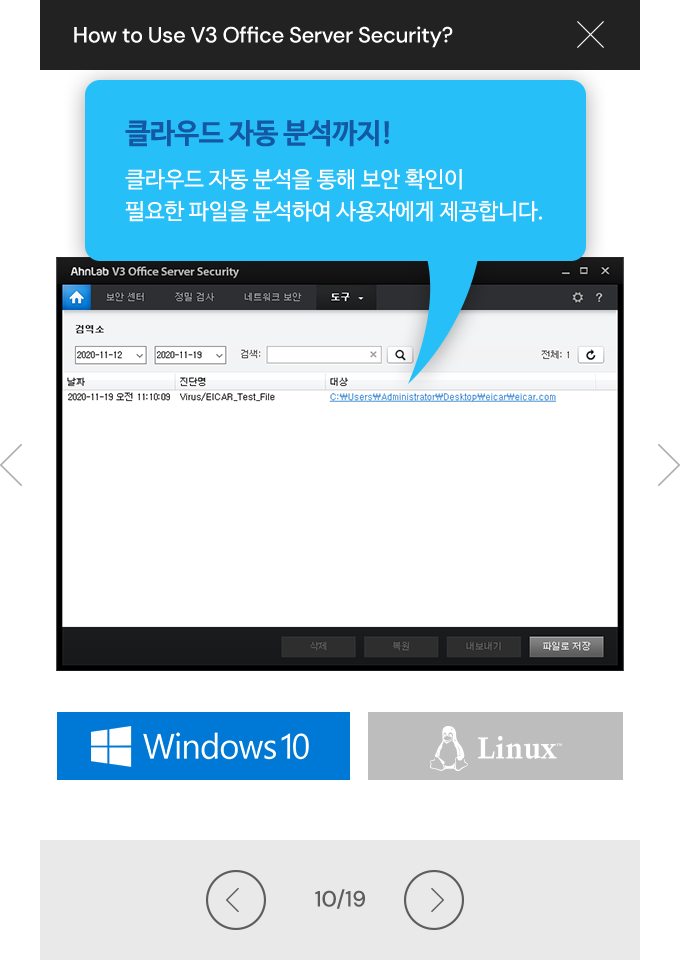 How to Use V3 Office Server Security?
클라우드 자동 분석까지!
클라우드 자동 분석을 통해 보안 확인이
필요한 파일을 분석하여 사용자에게 제공합니다.
AhnLab V3 Office Server Security
보안 센터 정밀 검사 네트워크 보안 도구
검역소
2020-11-12 2020-11-19 검색: 전체: 1
날짜 진단명 대상
2020-11-19 오전 11:10:09 Virus/EICAR_Test_File C:₩Users₩Administrator₩Desktop₩eicar₩eicar.com
삭제 복원 내보내기 파일로 저장
Windows 10 Linux™
10/19